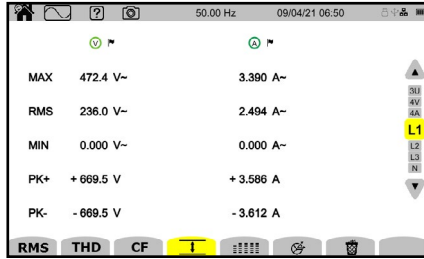 ? 50.00 Hz 09/04/21 06:50
V A
MAX 472.4 V~ 3.390 A~
3U
4V
RMS 236.0 V~ 2.494 A~
4A
L1
MIN 0.000 V~ 0.000 A~
L2
L3
N
PK+ + 669.5 V + 3.586 A
PK- - 669.5 V - 3.612 A
RMS THD CF